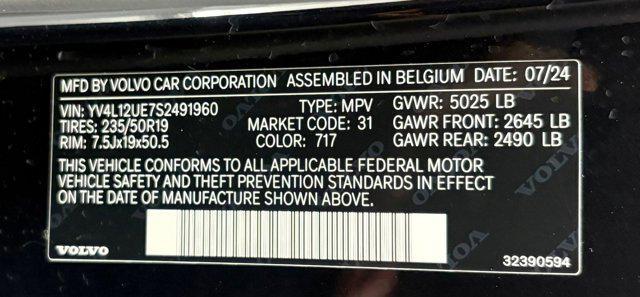 MFD BY VOLVO CAR CORPORATION ASSEMBLED IN BELGIUM DATE: 07/24
VIN: YV4L12UE7S2491960 TYPE: MPV GVWR: 5025 LB
TIRES: 235/50R19 MARKET CODE: 31 GAWR FRONT: 2645 LB
RIM: 7.5Jx19x50.5 COLOR: 717 GAWR REAR: 2490 LB
THIS VEHICLE CONFORMS TO ALL APPLICABLE FEDERAL MOTOR
VEHICLE SAFETY AND THEFT PREVENTION STANDARDS IN EFFECT
ON THE DATE OF MANUFACTURE SHOWN ABOVE.
VOLVO 32390594